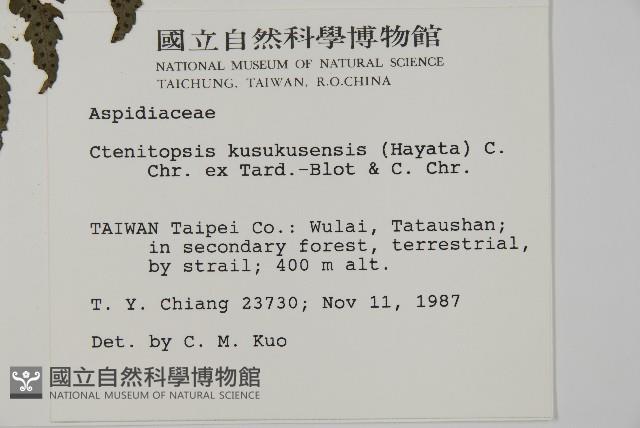 國立自然科學博物館
NATIONAL MUSEUM OF NATURAL SCIENCE
TAICHUNG, TAIWAN, R.O.CHINA
Aspidiaceae
Ctenitopsis kusukusensis (Hayata) C.
Chr. ex Tard.-Blot & C. Chr.
TAIWAN Taipei Co.: Wulai, Tataushan;
in secondary forest, terrestrial,
by strail; 400 m alt.
T. Y. Chiang 23730; Nov 11, 1987
Det. by C. M. Kuo
國立自然科學博物館
NATIONAL MUSEUM OF NATURAL SCIENCE